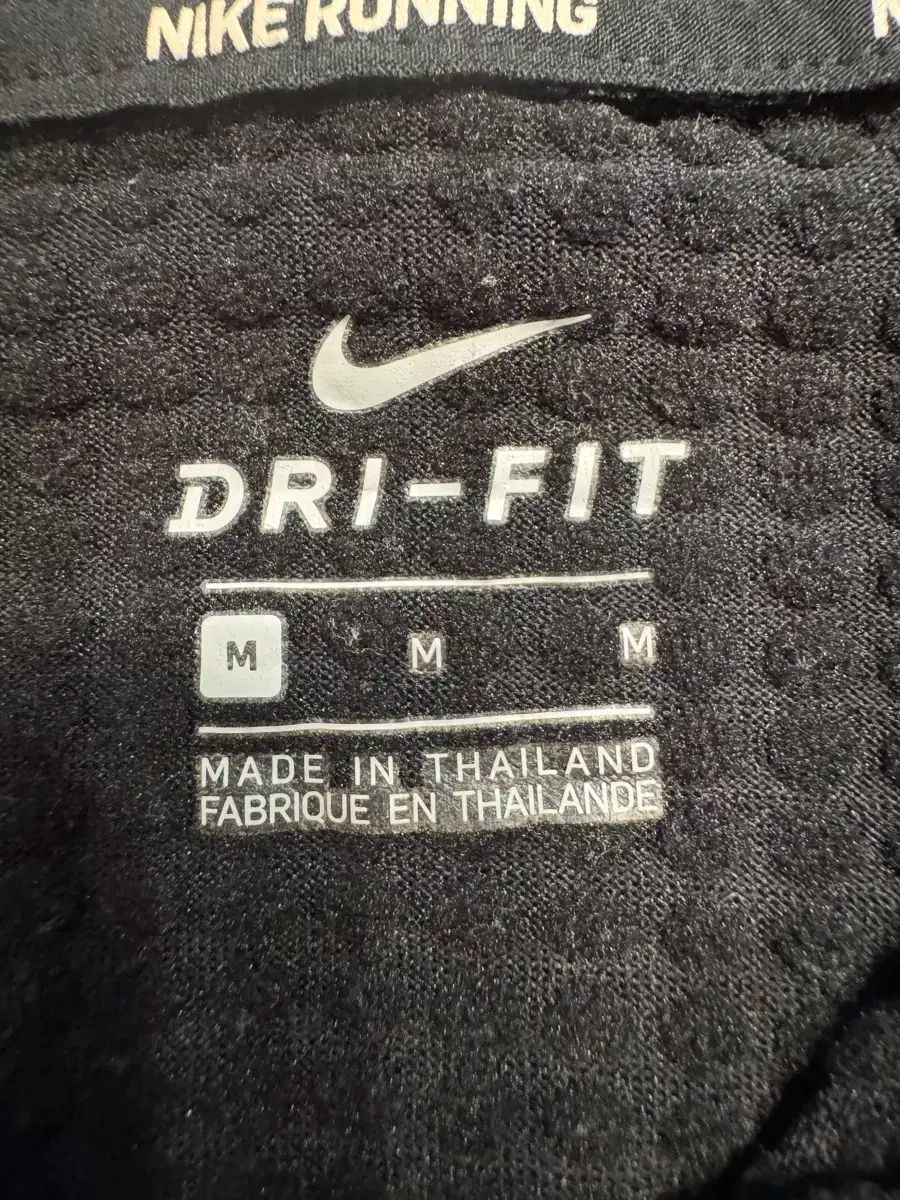 NIKE RUNNING
DRI-FIT
M M M
MADE IN THAILAND
FABRIQUE EN THAILANDE